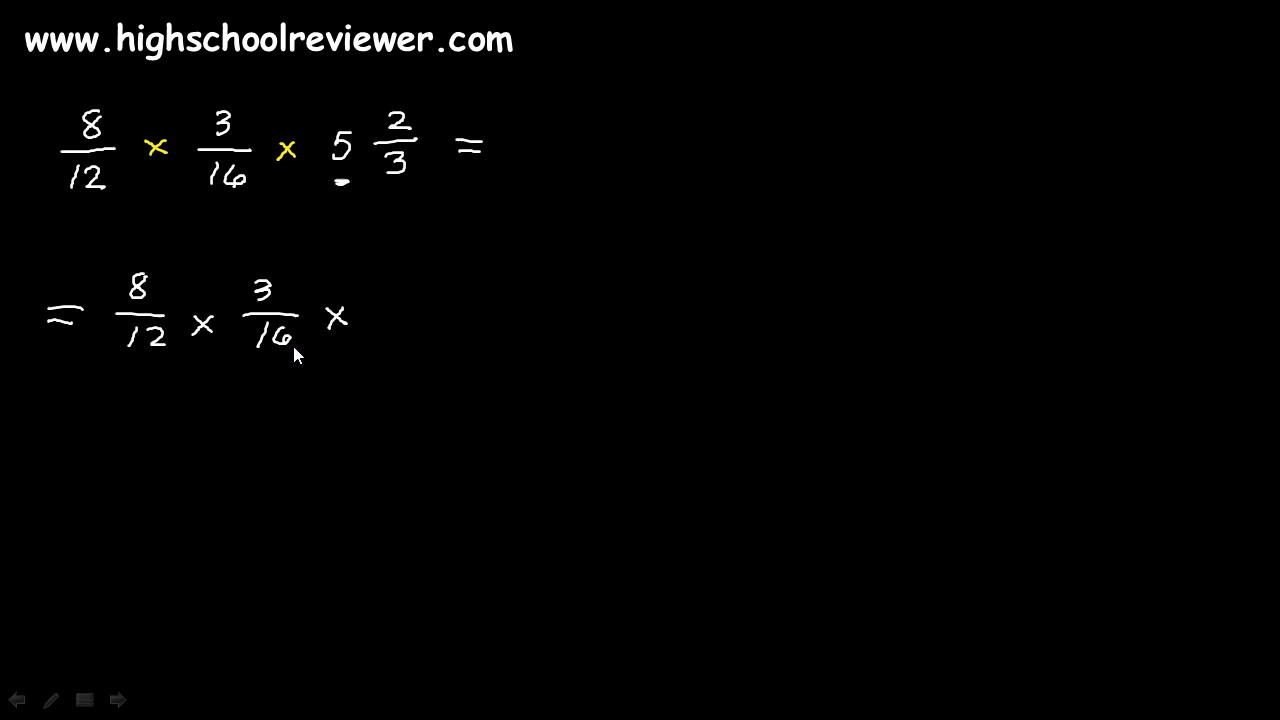 www.highschoolreviewer.com
8/12 × 3/16 × 5 2/3 =
= 8/12 × 3/16 ×